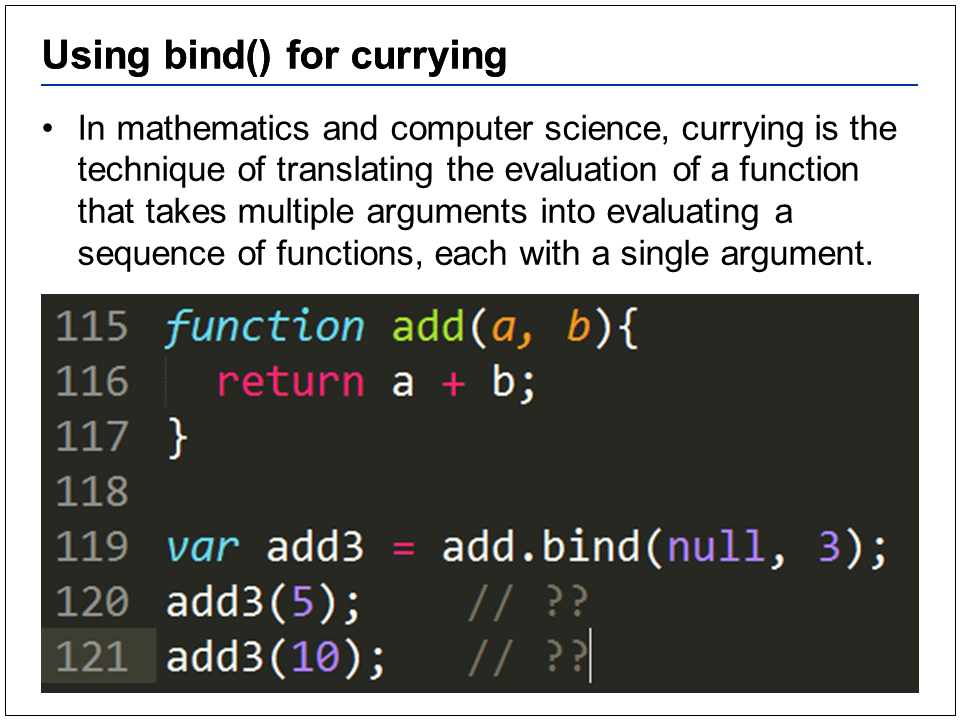 Using bind() for currying
• In mathematics and computer science, currying is the
technique of translating the evaluation of a function
that takes multiple arguments into evaluating a
sequence of functions, each with a single argument.
115 function add(a, b){
116   return a + b;
117 }
118
119 var add3 = add.bind(null, 3);
120 add3(5);    // ??
121 add3(10);   // ??